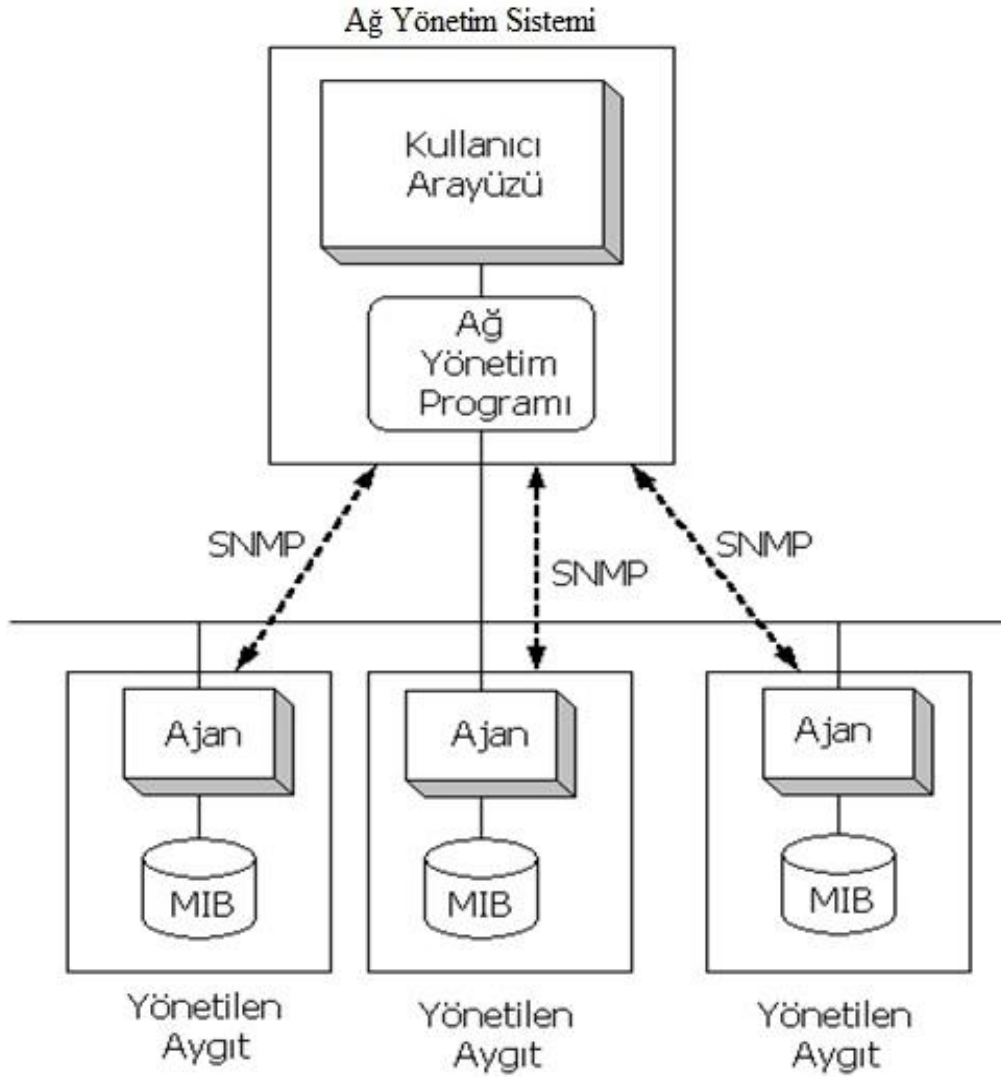 Ağ Yönetim Sistemi
Kullanıcı
Arayüzü
Ağ
Yönetim
Programı
SNMP
SNMP
SNMP
Ajan
Ajan
Ajan
MIB
MIB
MIB
Yönetilen
Aygıt
Yönetilen
Aygıt
Yönetilen
Aygıt